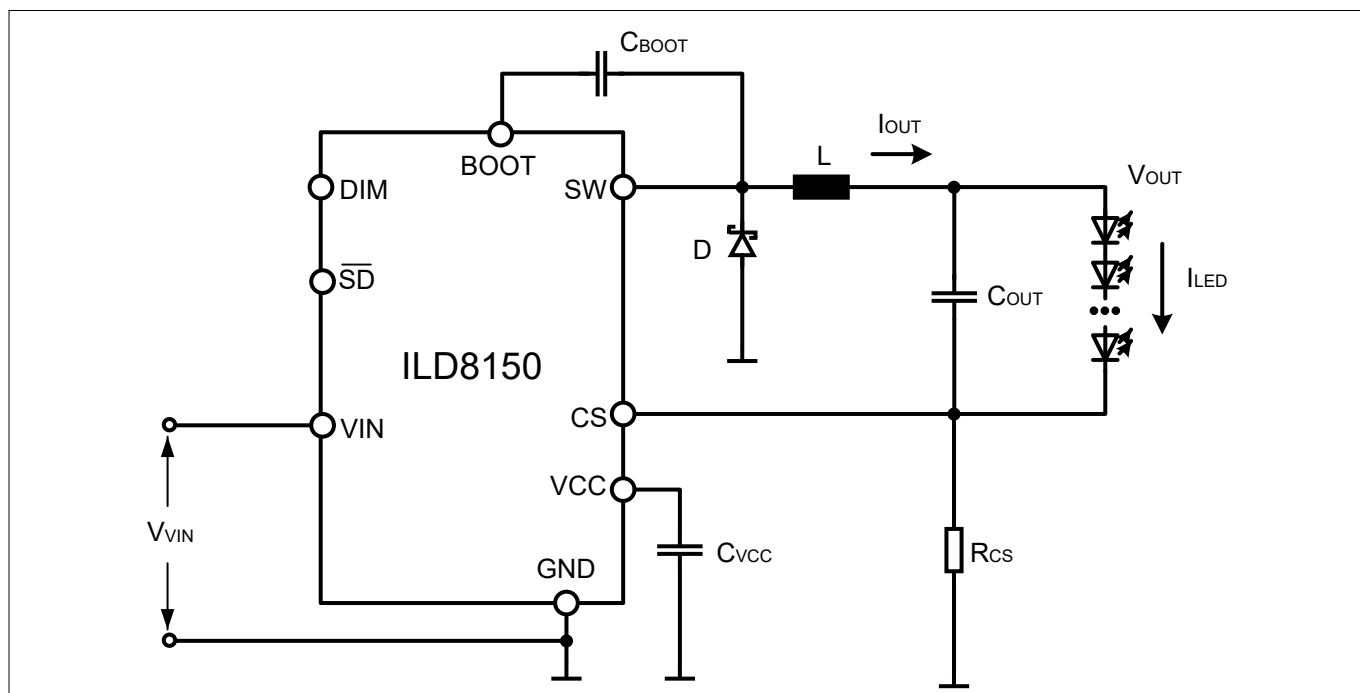 CBOOT
IOUT
BOOT
L
DIM
SW
VOUT
D
SD
COUT
ILED
ILD8150
CS
VIN
VCC
VVIN
CVCC
RCS
GND